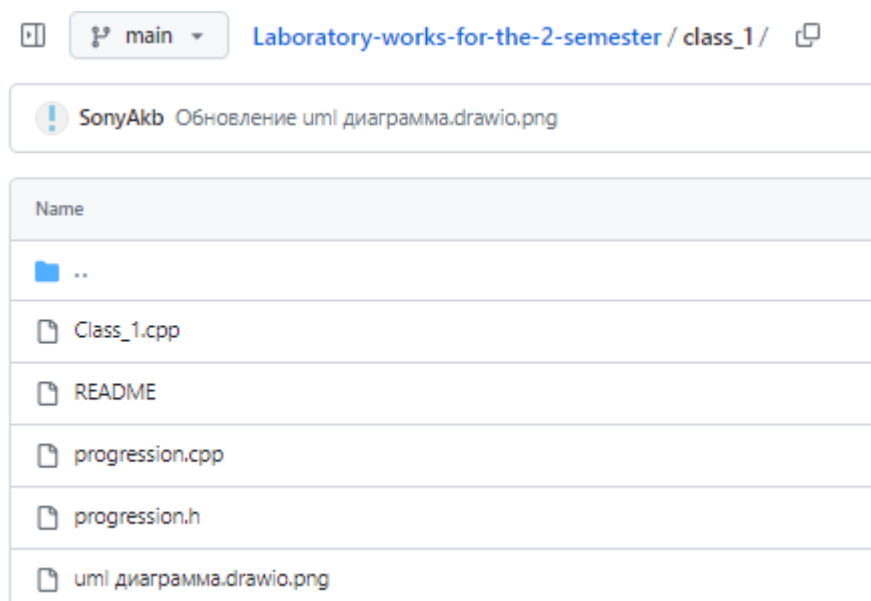 main Laboratory-works-for-the-2-semester / class_1 /
SonyAkb Обновление uml диаграмма.drawio.png
Name
..
Class_1.cpp
README
progression.cpp
progression.h
uml диаграмма.drawio.png